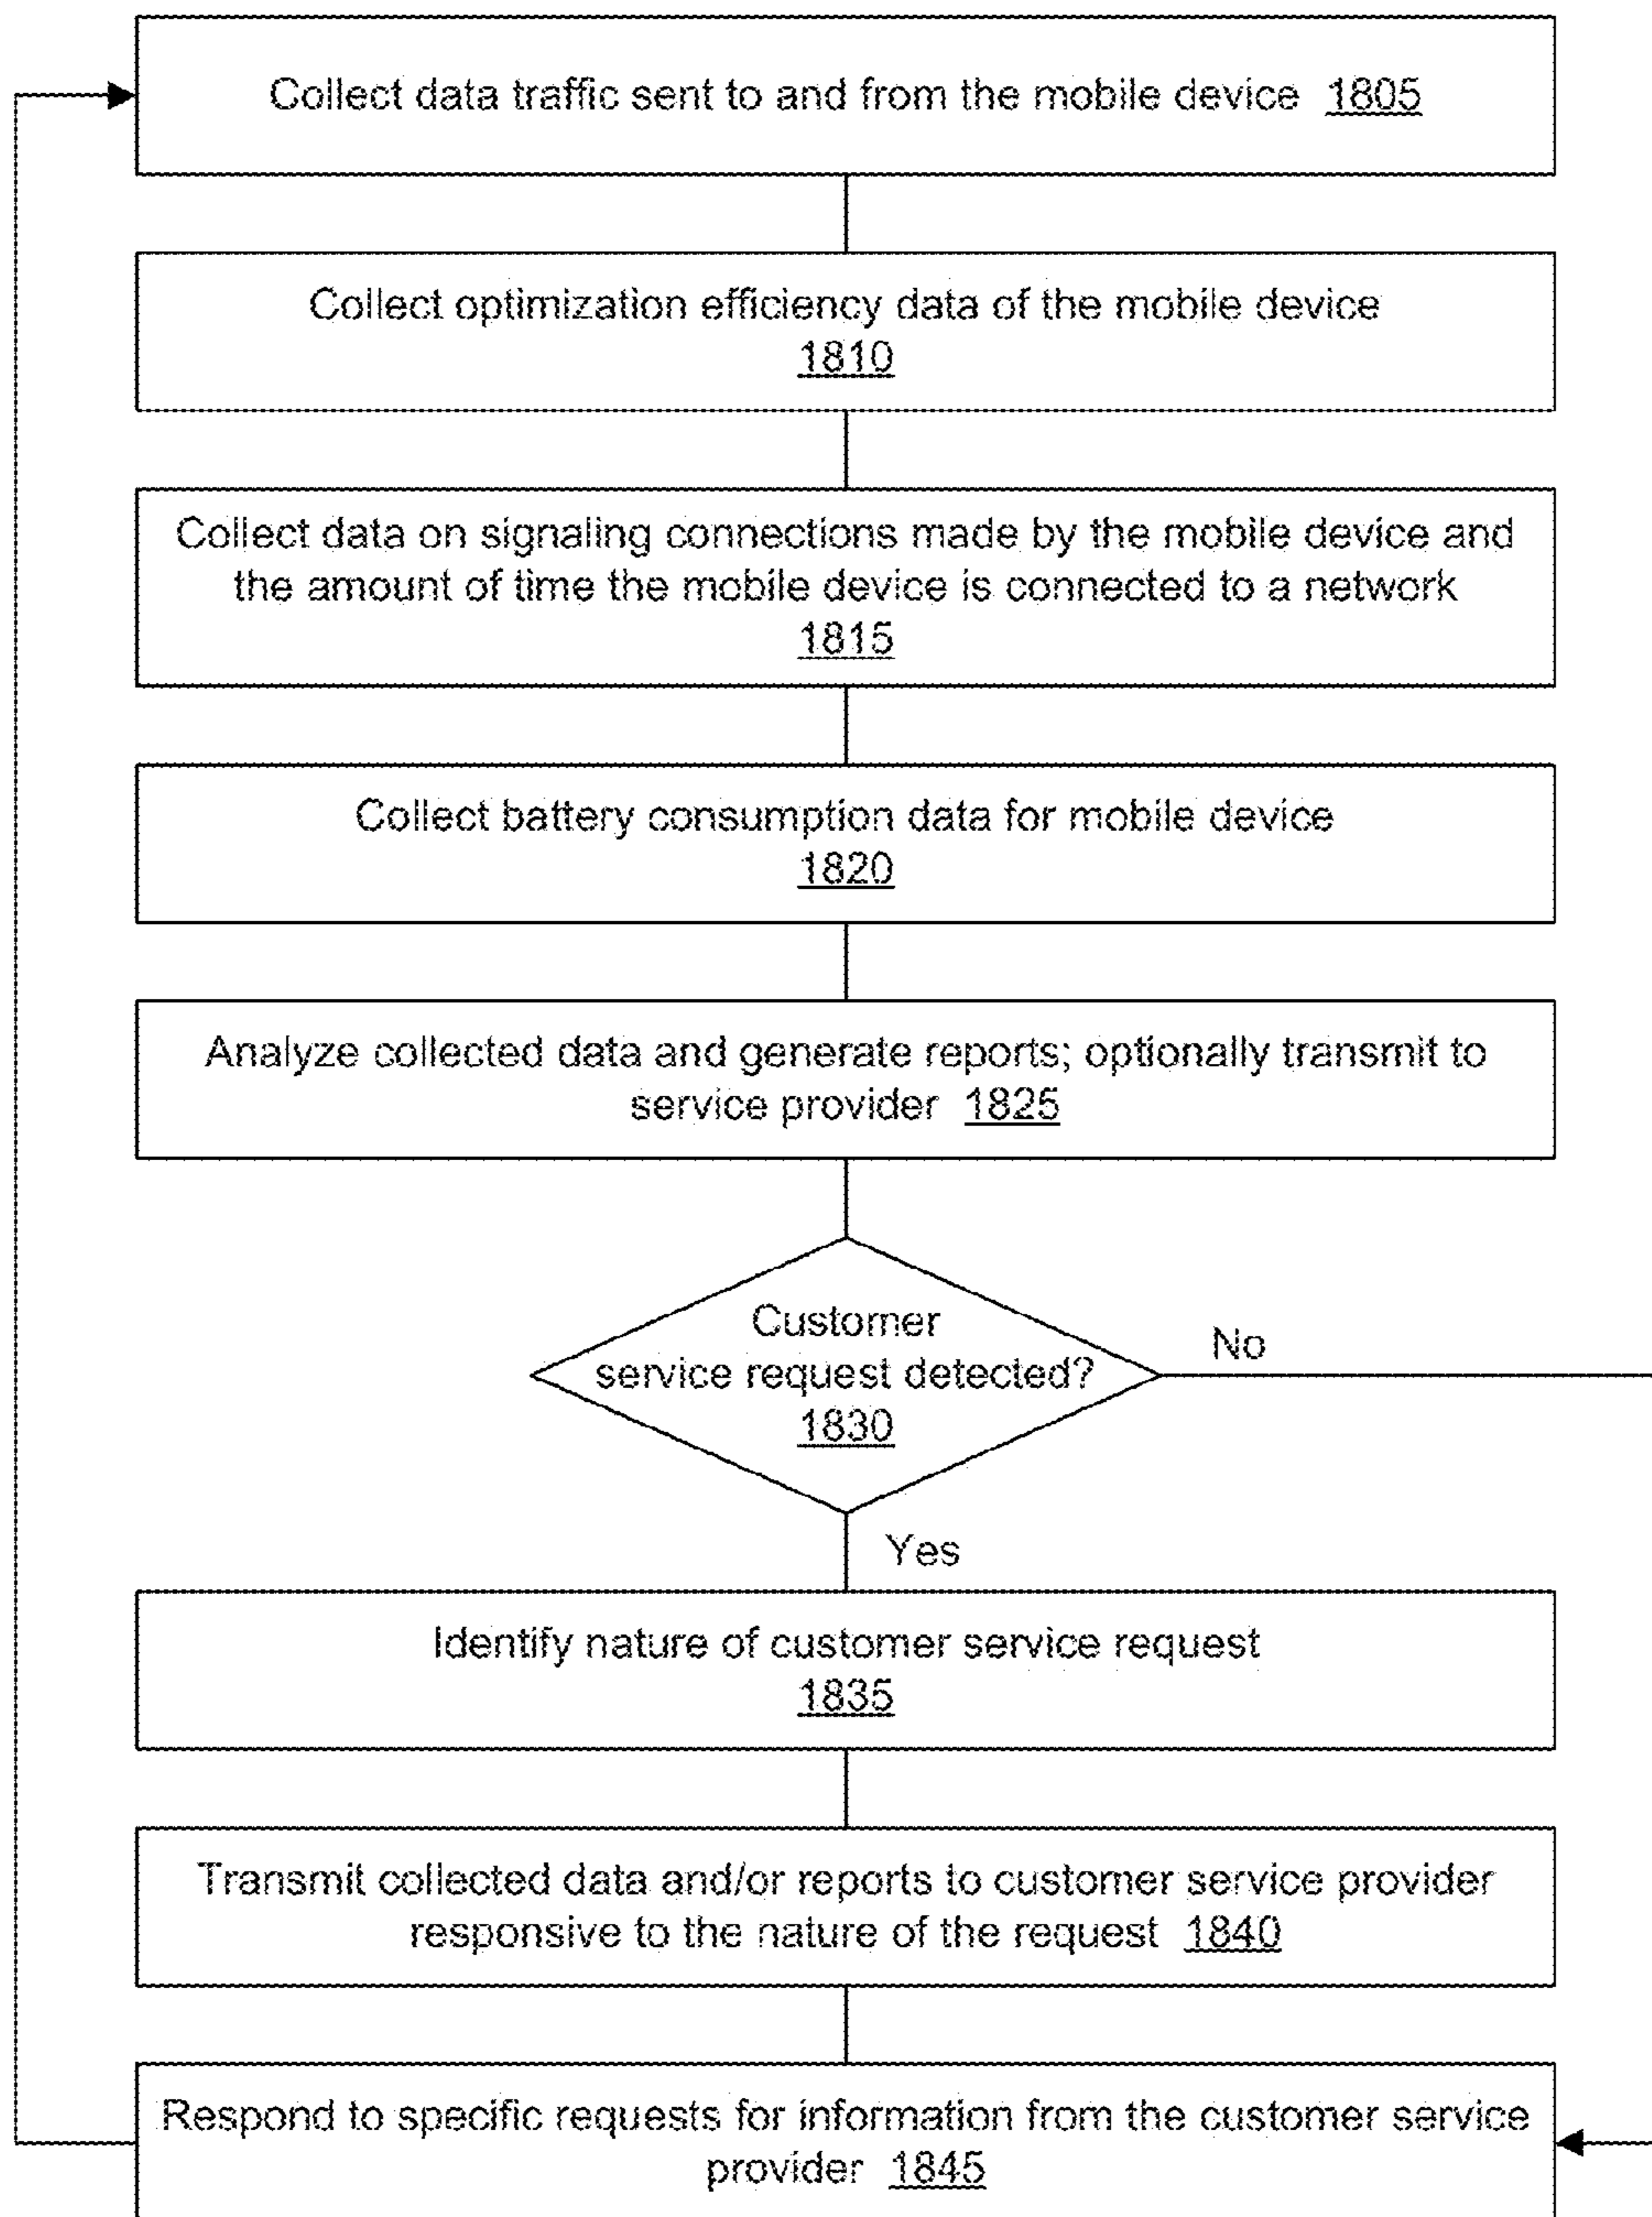 Collect data traffic sent to and from the mobile device 1805
Collect optimization efficiency data of the mobile device
1810
Collect data on signaling connections made by the mobile device and
the amount of time the mobile device is connected to a network
1815
Collect battery consumption data for mobile device
1820
Analyze collected data and generate reports; optionally transmit to
service provider 1825
Customer
service request detected?
1830
No
Yes
Identify nature of customer service request
1835
Transmit collected data and/or reports to customer service provider
responsive to the nature of the request 1840
Respond to specific requests for information from the customer service
provider 1845